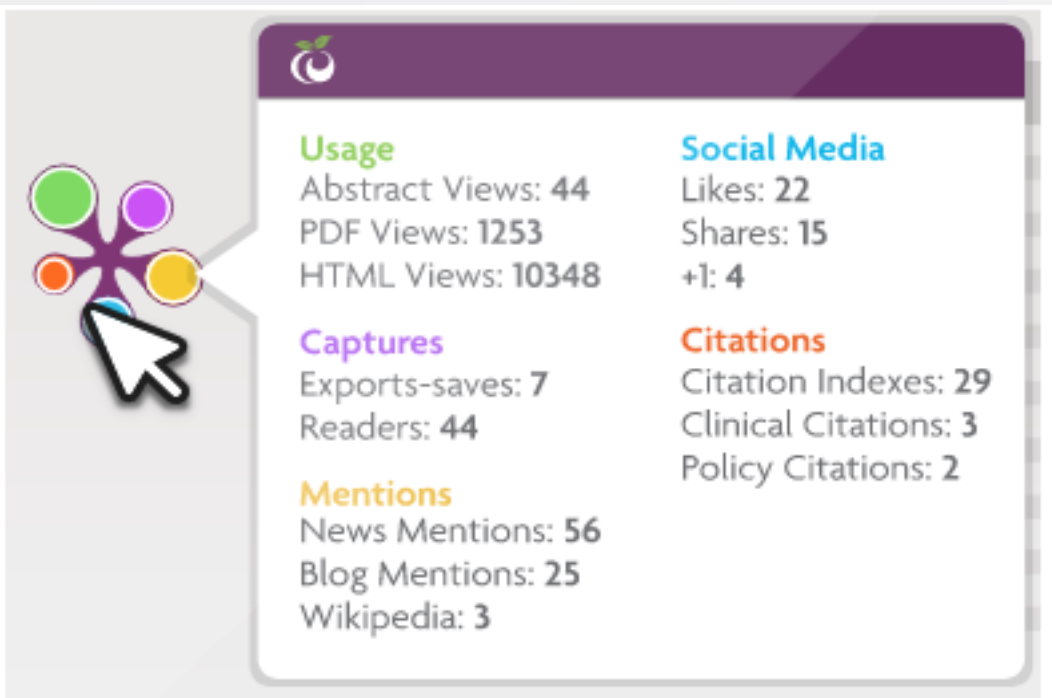 Usage
Abstract Views: 44
PDF Views: 1253
HTML Views: 10348
Captures
Exports-saves: 7
Readers: 44
Mentions
News Mentions: 56
Blog Mentions: 25
Wikipedia: 3
Social Media
Likes: 22
Shares: 15
+1: 4
Citations
Citation Indexes: 29
Clinical Citations: 3
Policy Citations: 2